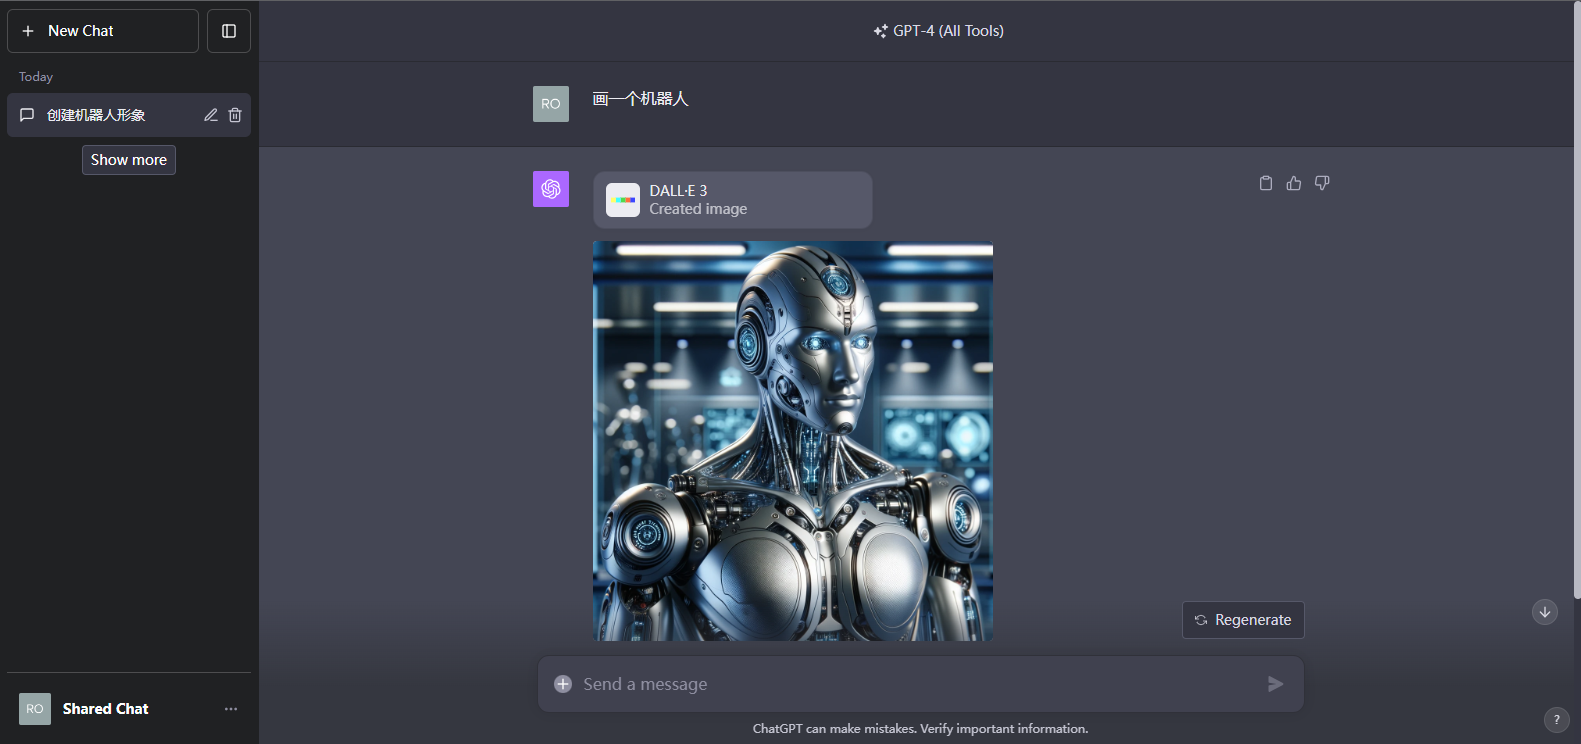 New Chat
Today
创建机器人形象
Show more
RO
Shared Chat
GPT-4 (All Tools)
RO
画一个机器人
DALL·E 3
Created image
Regenerate
Send a message
ChatGPT can make mistakes. Verify important information.
?